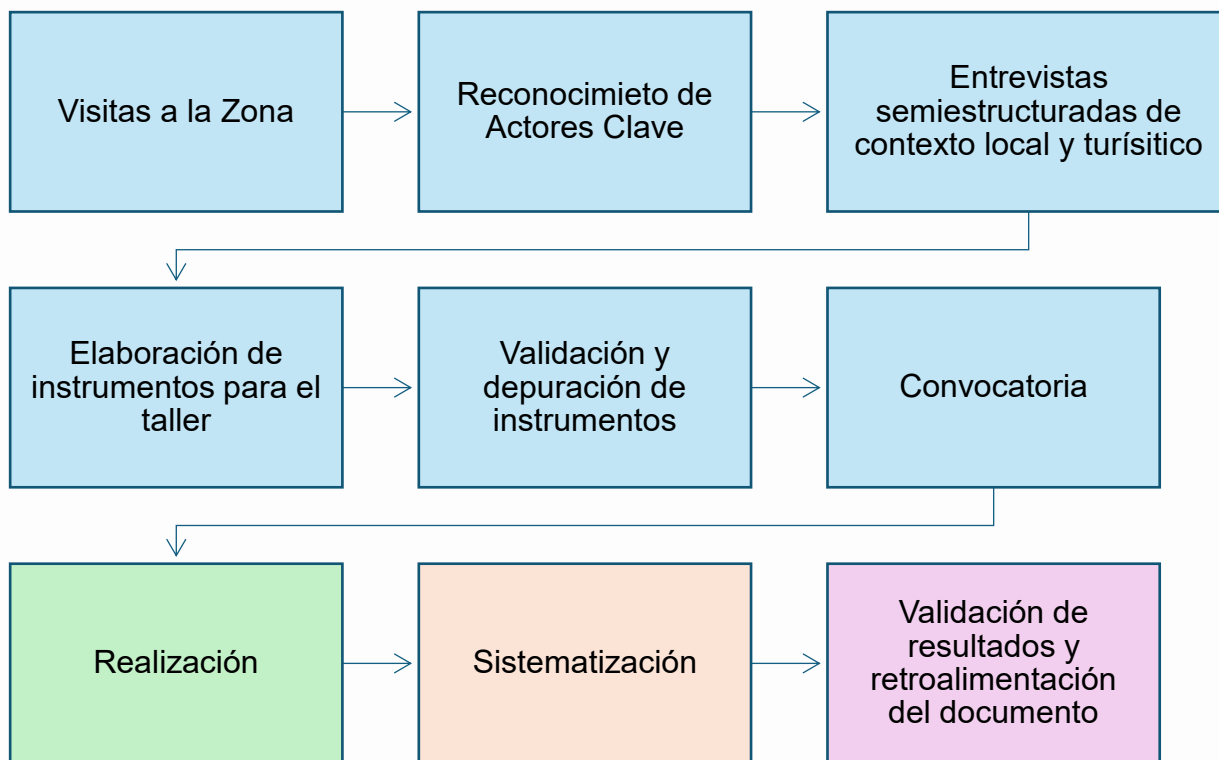 Visitas a la Zona
Reconocimieto de
Actores Clave
Entrevistas
semiestructuradas de
contexto local y turísitico
Elaboración de
instrumentos para el
taller
Validación y
depuración de
instrumentos
Convocatoria
Realización
Sistematización
Validación de
resultados y
retroalimentación
del documento